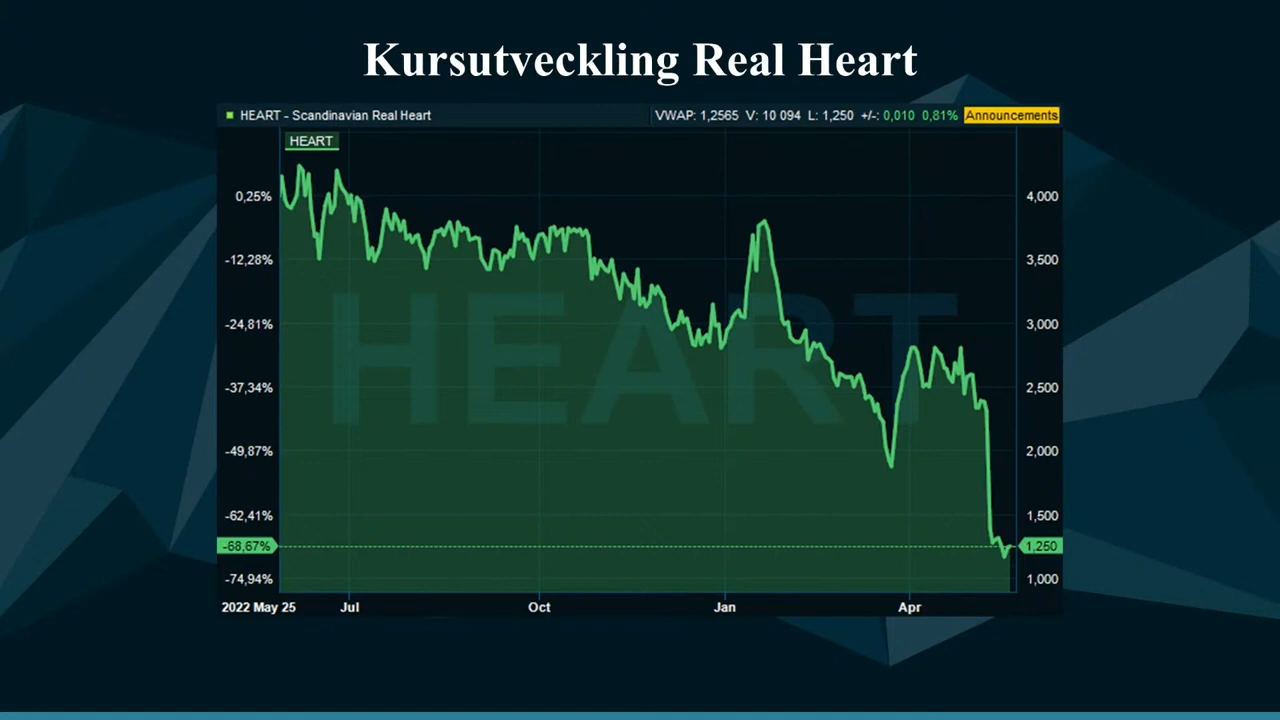 Kursutveckling Real Heart
HEART - Scandinavian Real Heart VWAP: 1,2565 V: 10 094 L: 1,250 +/-: 0,010 0,81% Announcements
HEART
0,25% 4,000
-12,28% 3,500
HEART
-24,81% 3,000
-37,34% 2,500
-49,87% 2,000
-62,41% 1,500
-68,67% 1,250
-74,94% 1,000
2022 May 25 Jul Oct Jan Apr